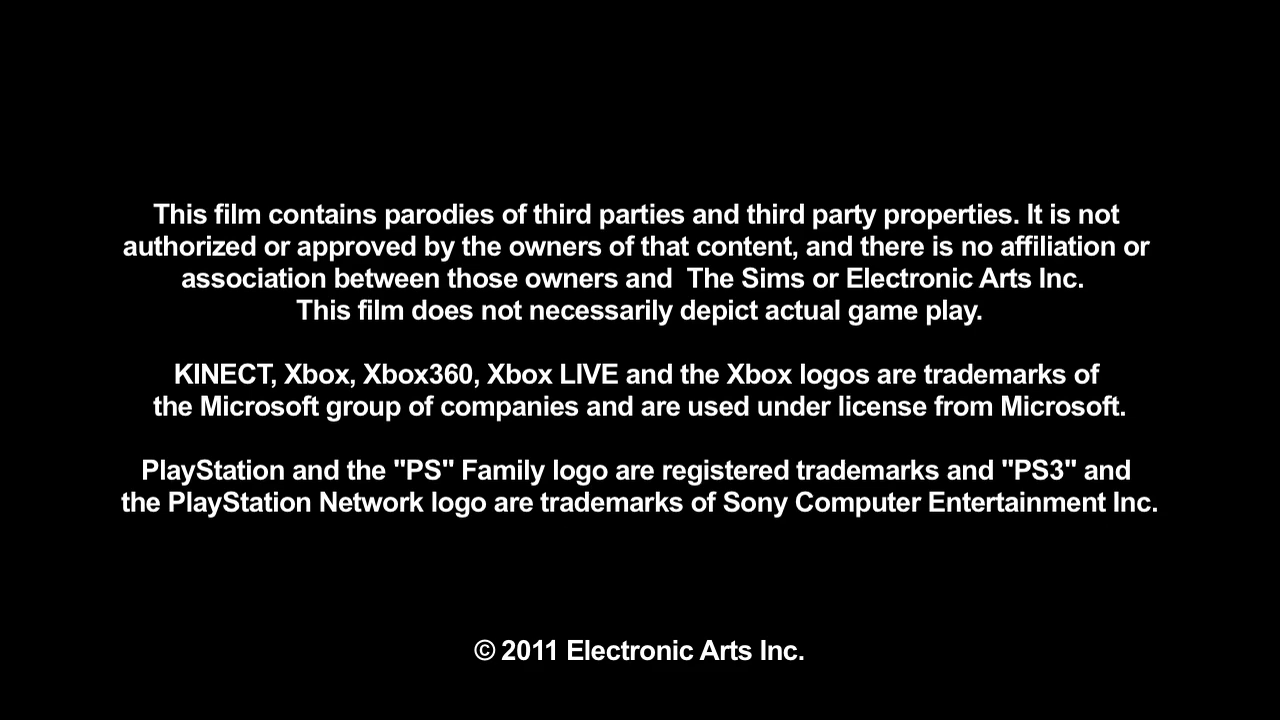 This film contains parodies of third parties and third party properties. It is not
authorized or approved by the owners of that content, and there is no affiliation or
association between those owners and  The Sims or Electronic Arts Inc.
This film does not necessarily depict actual game play.
KINECT, Xbox, Xbox360, Xbox LIVE and the Xbox logos are trademarks of
the Microsoft group of companies and are used under license from Microsoft.
PlayStation and the "PS" Family logo are registered trademarks and "PS3" and
the PlayStation Network logo are trademarks of Sony Computer Entertainment Inc.
© 2011 Electronic Arts Inc.